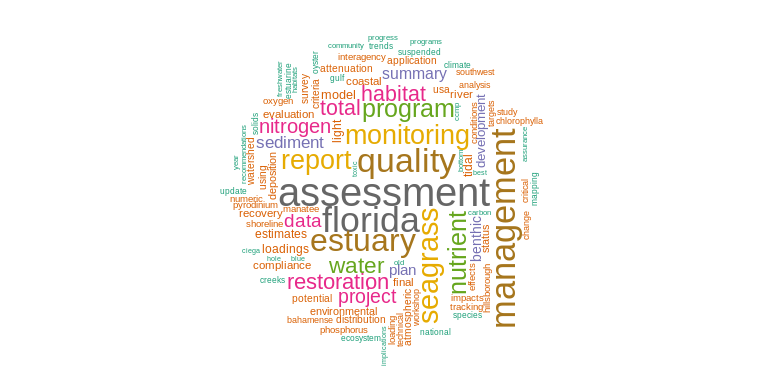 progress
community
trends
programs
suspended
interagency
application
climate
oyster
attenuation
summary
southwest
freshwater
estuarine
habitats
survey
gulf
coastal
analysis
criteria
model
habitat
usa
river
oxygen
total
program
ccmp
targets
study
evaluation
nitrogen
light
monitoring
conditions
development
chlorophylla
solids
sediment
assurance
recommendations
year
watershed
report
quality
bottom
tidal
using
deposition
toxic
best
update
numeric
assessment
management
critical
mapping
pyrodinium
manatee
florida
carbon
recovery
data
seagrass
nutrient
benthic
status
change
shoreline
estimates
estuary
ciega
loadings
hole
blue
water
old
plan
compliance
effects
hillsborough
creeks
restoration
final
potential
project
atmospheric
workshop
impacts
tracking
environmental
species
bahamense
distribution
loading
technical
phosphorus
national
ecosystem
implications